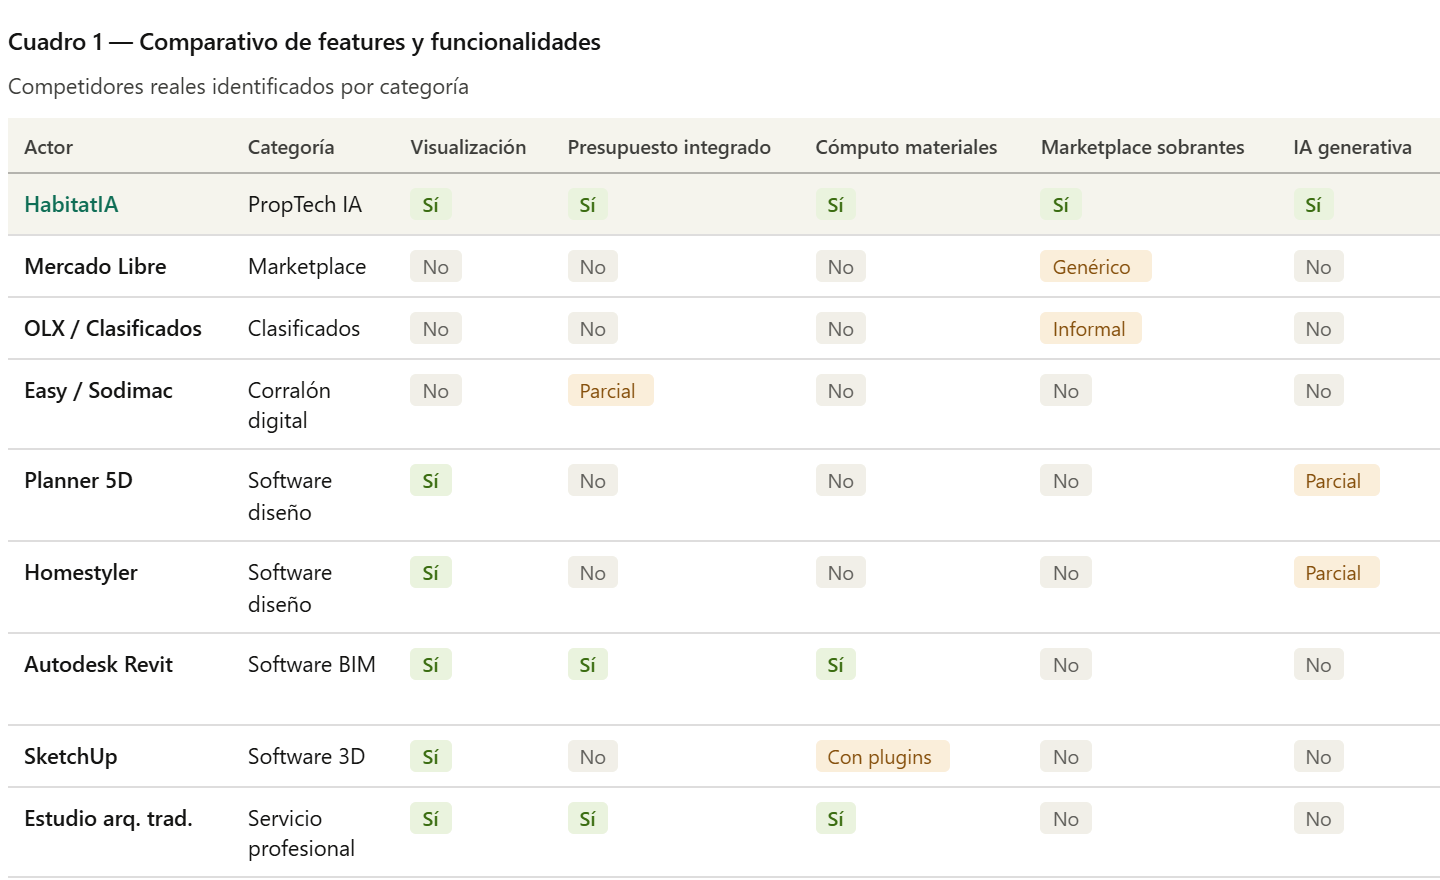 Cuadro 1 — Comparativo de features y funcionalidades
Competidores reales identificados por categoría
Actor Categoría Visualización Presupuesto integrado Cómputo materiales Marketplace sobrantes IA generativa
HabitatIA PropTech IA Sí Sí Sí Sí Sí
Mercado Libre Marketplace No No No Genérico No
OLX / Clasificados Clasificados No No No Informal No
Easy / Sodimac Corralón No Parcial No No No
digital
Planner 5D Software Sí No No No Parcial
diseño
Homestyler Software Sí No No No Parcial
diseño
Autodesk Revit Software BIM Sí Sí Sí No No
SketchUp Software 3D Sí No Con plugins No No
Estudio arq. trad. Servicio Sí Sí Sí No No
profesional